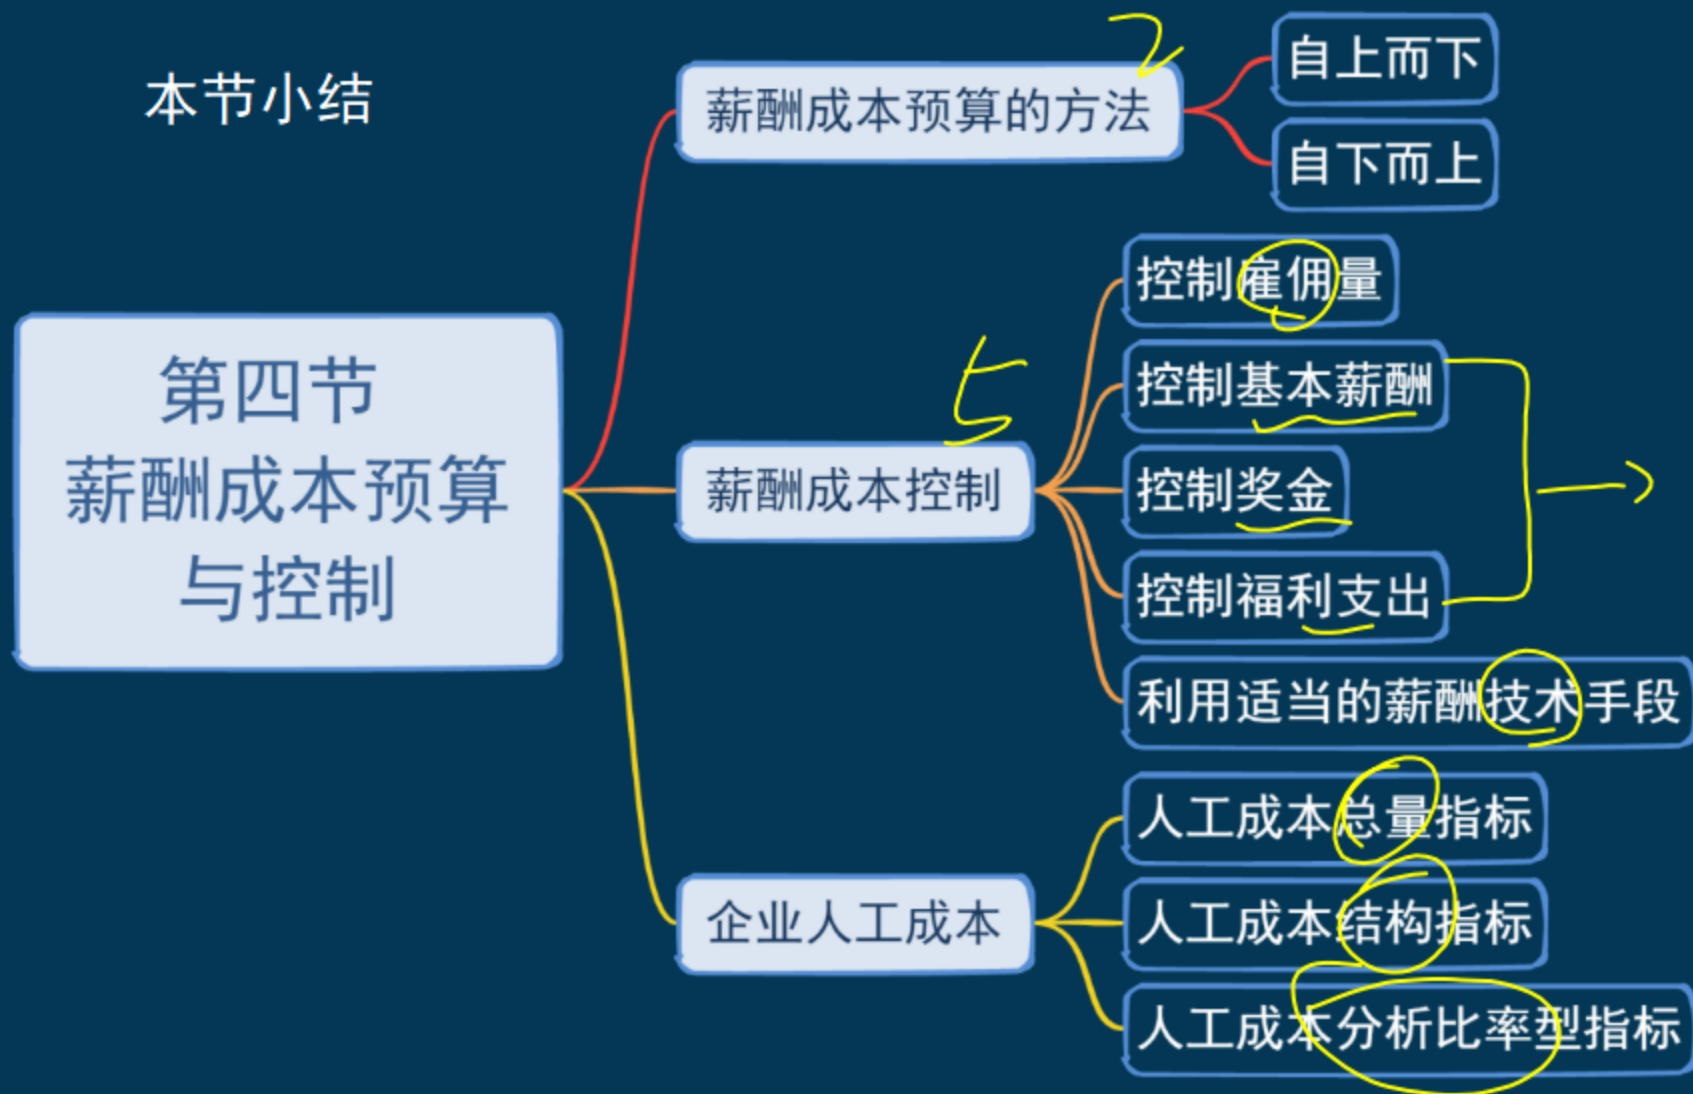 本节小结
第四节
薪酬成本预算
与控制
2
薪酬成本预算的方法
自上而下
自下而上
5
薪酬成本控制
控制雇佣量
控制基本薪酬
控制奖金
控制福利支出
利用适当的薪酬技术手段
企业人工成本
人工成本总量指标
人工成本结构指标
人工成本分析比率型指标